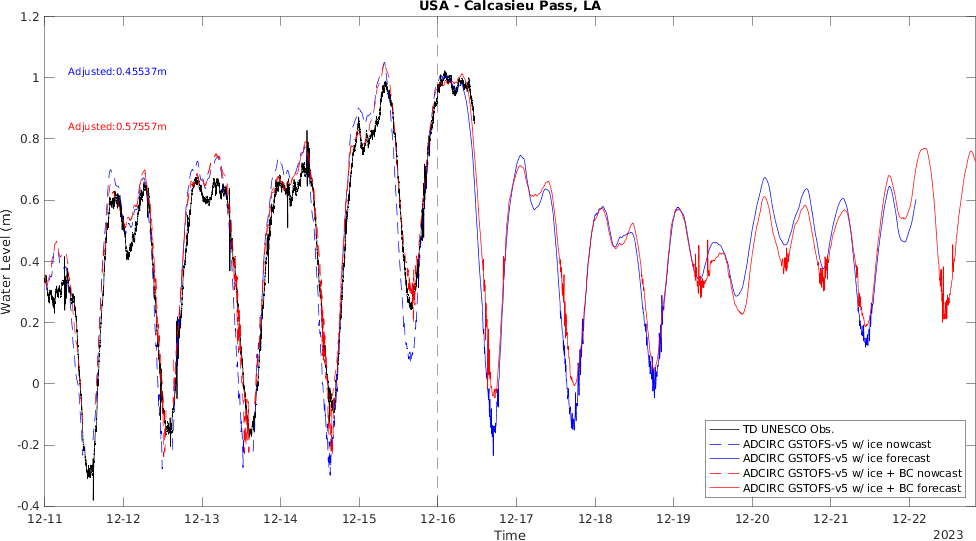 USA - Calcasieu Pass, LA
1.2
1
0.8
0.6
0.4
0.2
0
-0.2
-0.4
Water Level (m)
Adjusted:0.45537m
Adjusted:0.57557m
TD UNESCO Obs.
ADCIRC GSTOFS-v5 w/ ice nowcast
ADCIRC GSTOFS-v5 w/ ice forecast
ADCIRC GSTOFS-v5 w/ ice + BC nowcast
ADCIRC GSTOFS-v5 w/ ice + BC forecast
12-11 12-12 12-13 12-14 12-15 12-16 12-17 12-18 12-19 12-20 12-21 12-22
Time
2023